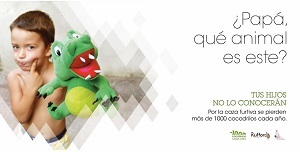 ¿Papá,
qué animal
es este?
TUS HIJOS
NO LO CONOCERÁN
Por la caza furtiva se pierden
más de 1000 cocodrilos cada año.